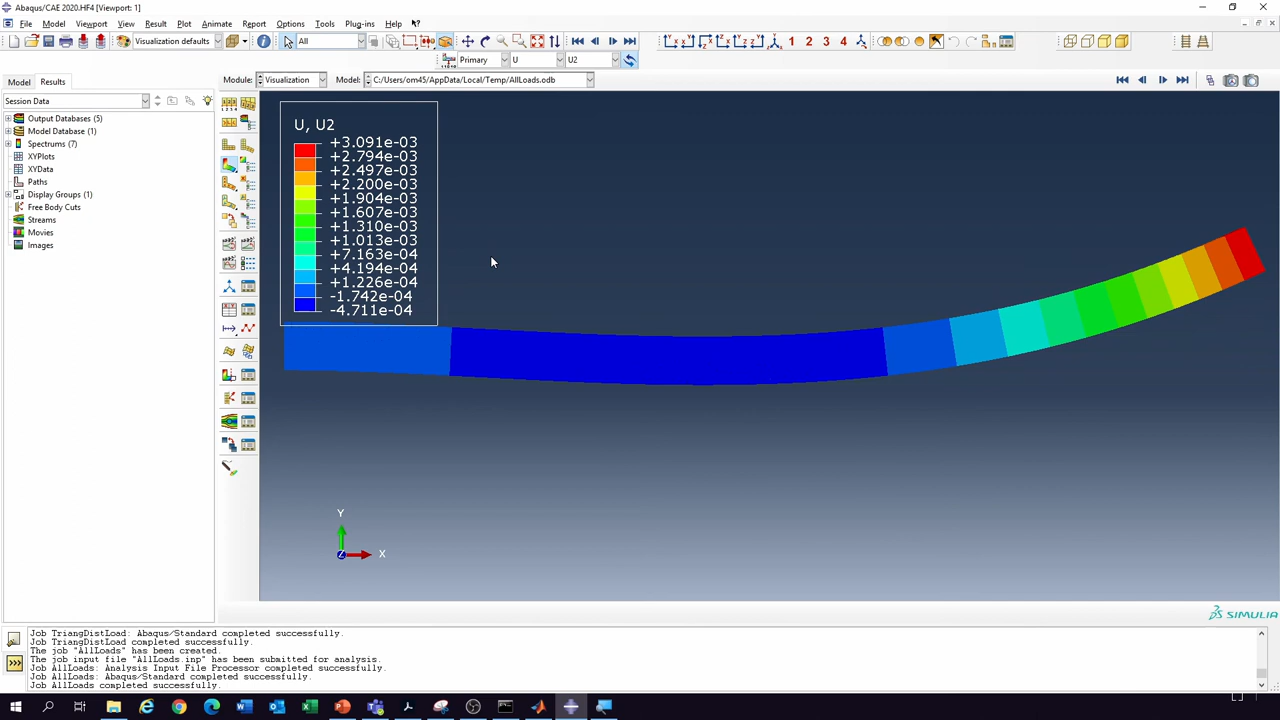 Abaqus/CAE 2020.HF4 [Viewport: 1]
File Model Viewport View Result Plot Animate Report Options Tools Plug-ins Help
Visualization defaults All 1 2 3 4
Primary U U2
Model Results Module: Visualization Model: C:/Users/om45/AppData/Local/Temp/AllLoads.odb
Session Data
Output Databases (5)
Model Database (1)
Spectrums (7)
XYPlots
XYData
Paths
Display Groups (1)
Free Body Cuts
Streams
Movies
Images
U, U2
+3.091e-03
+2.794e-03
+2.497e-03
+2.200e-03
+1.904e-03
+1.607e-03
+1.310e-03
+1.013e-03
+7.163e-04
+4.194e-04
+1.226e-04
-1.742e-04
-4.711e-04
Y
Z
X
SIMULIA
Job TriangDistLoad: Abaqus/Standard completed successfully.
Job TriangDistLoad completed successfully.
The job "AllLoads" has been created.
The job input file "AllLoads.inp" has been submitted for analysis.
Job AllLoads: Analysis Input File Processor completed successfully.
Job AllLoads: Abaqus/Standard completed successfully.
Job AllLoads completed successfully.